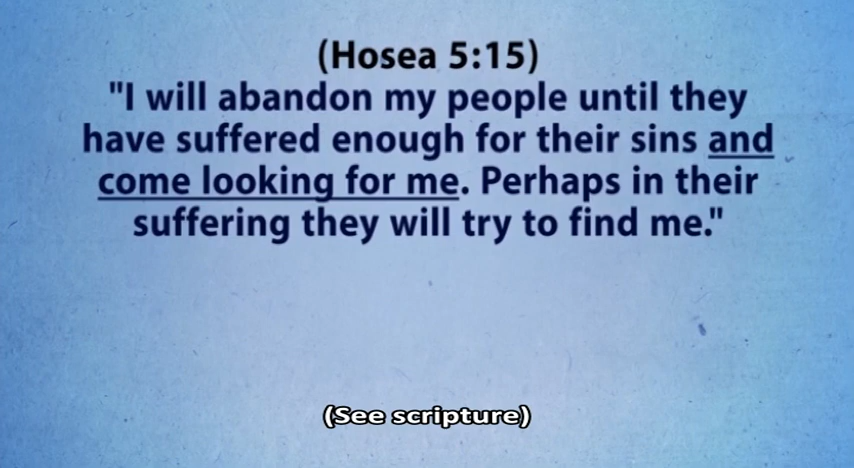 (Hosea 5:15)
"I will abandon my people until they
have suffered enough for their sins and
come looking for me. Perhaps in their
suffering they will try to find me."
(See scripture)